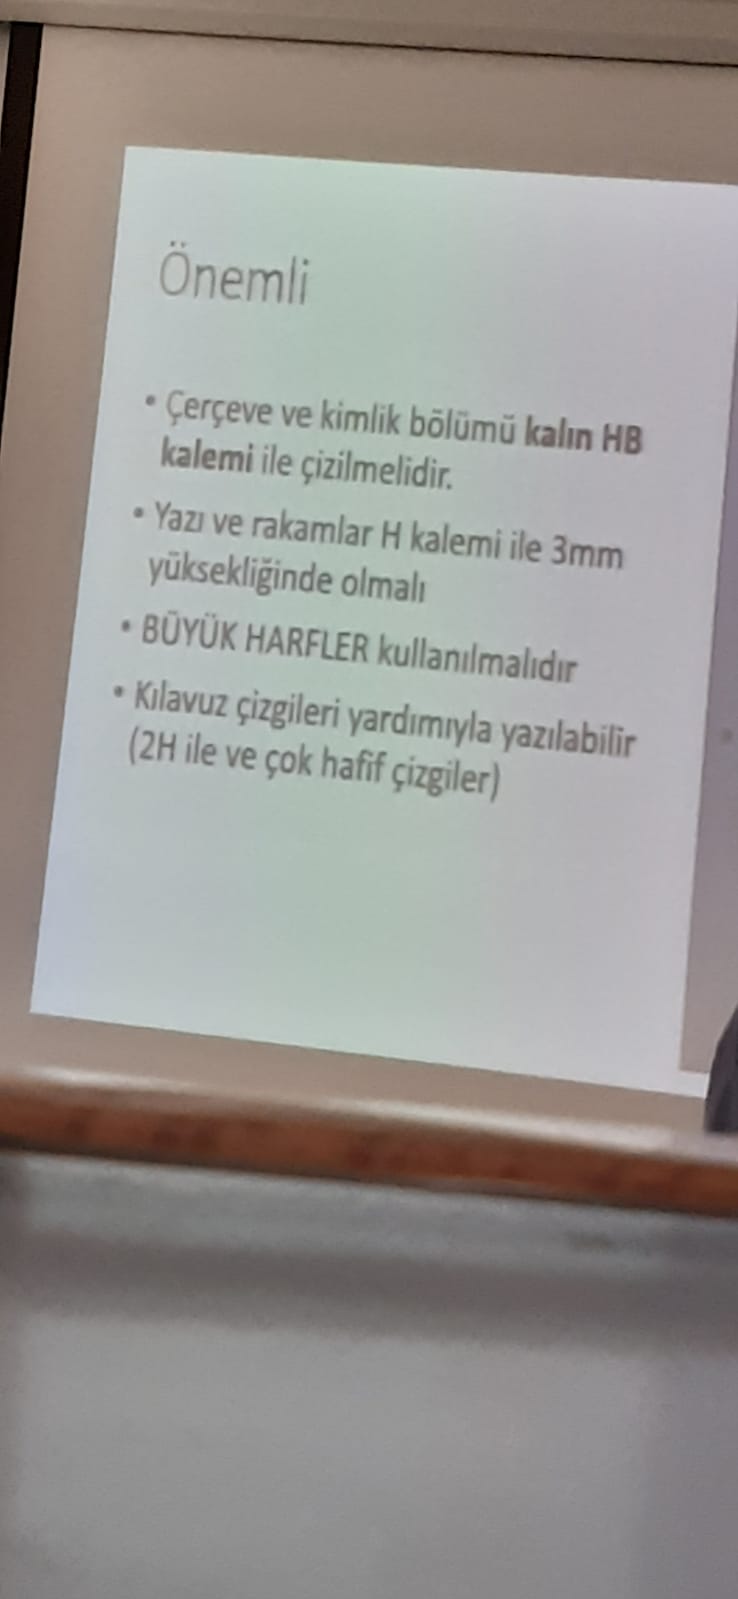 Önemli
• Çerçeve ve kimlik bölümü kalın HB
kalemi ile çizilmelidir.
• Yazı ve rakamlar H kalemi ile 3mm
yüksekliğinde olmalı
• BÜYÜK HARFLER kullanılmalıdır
• Kılavuz çizgileri yardımıyla yazılabilir
(2H ile ve çok hafif çizgiler)